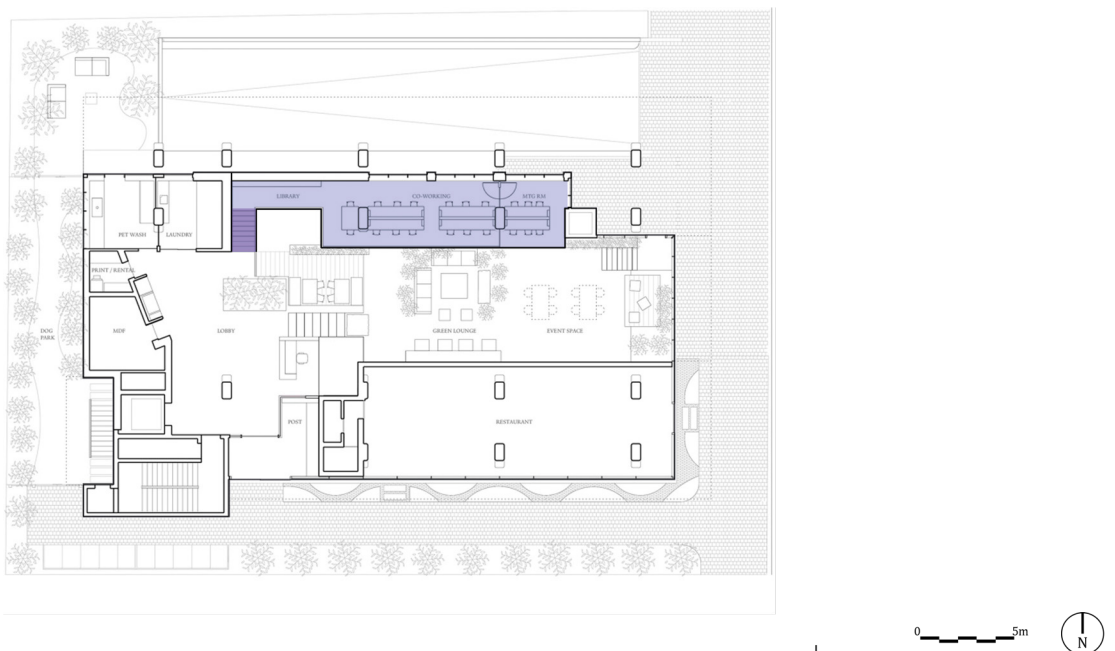 LIBRARY
CO-WORKING
MTG RM
PET WASH
LAUNDRY
PRINT / RENTAL
DOG
PARK
MDF
LOBBY
GREEN LOUNGE
EVENT SPACE
POST
RESTAURANT
0
5m
N